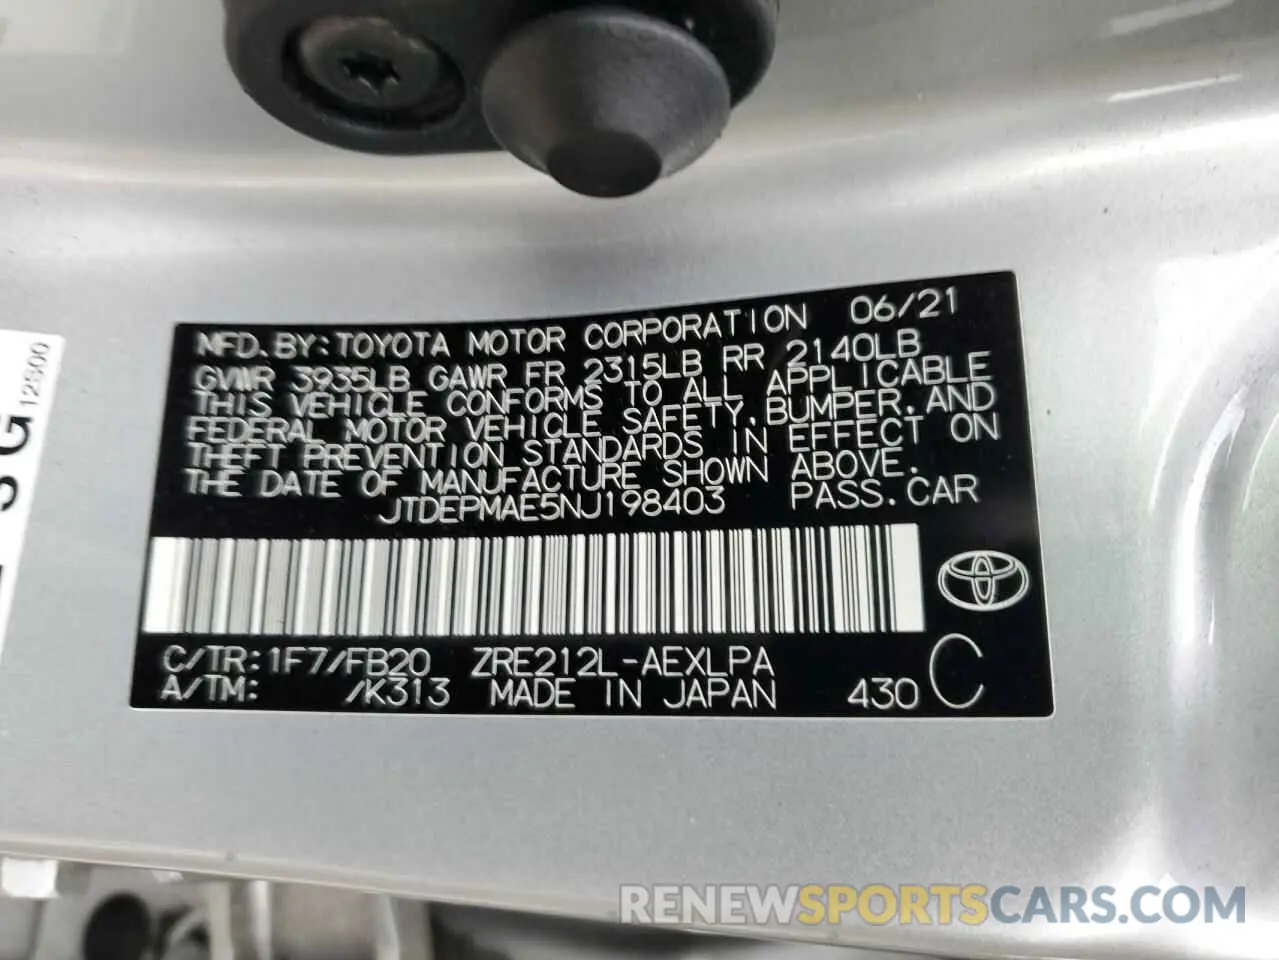 MFD.BY:TOYOTA MOTOR CORPORATION 06/21
GVWR 3935LB GAWR FR 2315LB RR 2140LB
THIS VEHICLE CONFORMS TO ALL APPLICABLE
FEDERAL MOTOR VEHICLE SAFETY,BUMPER,AND
THEFT PREVENTION STANDARDS IN EFFECT ON
THE DATE OF MANUFACTURE SHOWN ABOVE.
JTDEPMAE5NJ198403 PASS.CAR
C/TR:1F7/FB20 ZRE212L-AEXLPA
A/TM: /K313 MADE IN JAPAN 430 C
12S00
RENEWSPORTSCARS.COM